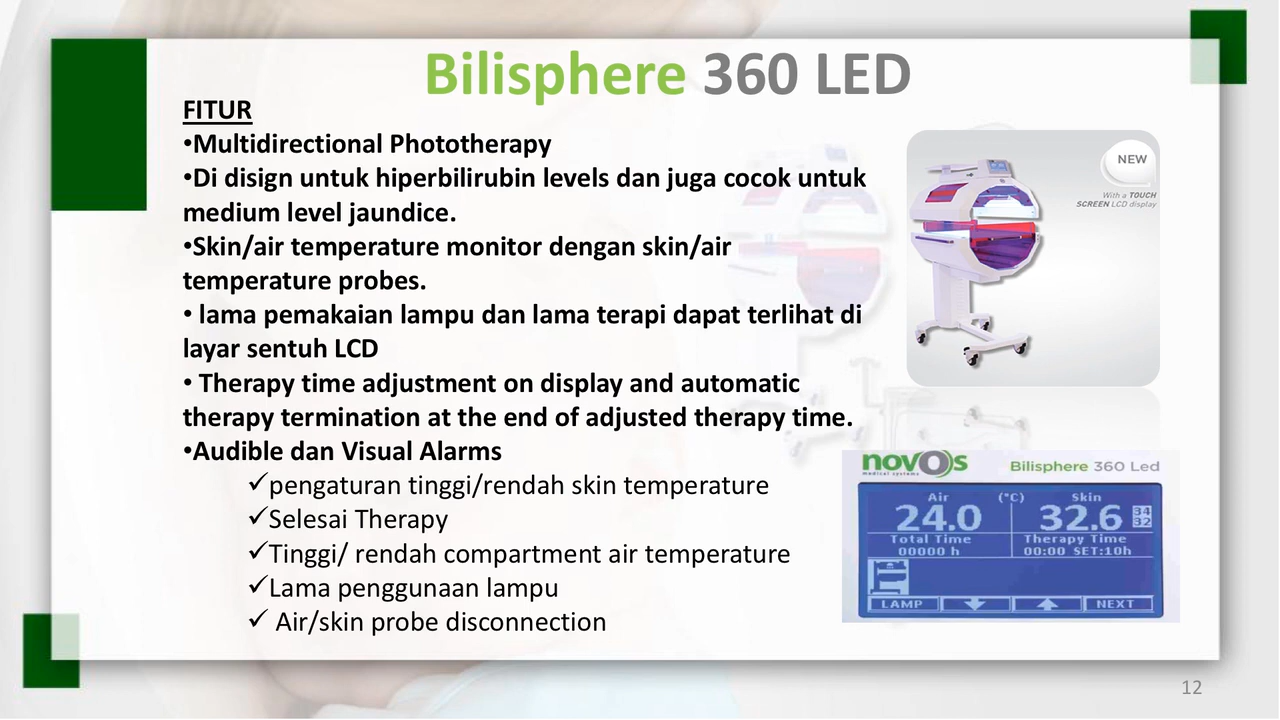 Bilisphere 360 LED
FITUR
•Multidirectional Phototherapy
•Di disign untuk hiperbilirubin levels dan juga cocok untuk
medium level jaundice.
•Skin/air temperature monitor dengan skin/air
temperature probes.
• lama pemakaian lampu dan lama terapi dapat terlihat di
layar sentuh LCD
• Therapy time adjustment on display and automatic
therapy termination at the end of adjusted therapy time.
•Audible dan Visual Alarms
✓pengaturan tinggi/rendah skin temperature
✓Selesai Therapy
✓Tinggi/ rendah compartment air temperature
✓Lama penggunaan lampu
✓ Air/skin probe disconnection
NEW
With a TOUCH
SCREEN LCD display
novos
medical systems
Bilisphere 360 Led
Air (°C) Skin
24.0 32.6 34
32
Total Time Therapy Time
00000 h 00:00 SET:10h
LAMP NEXT
12